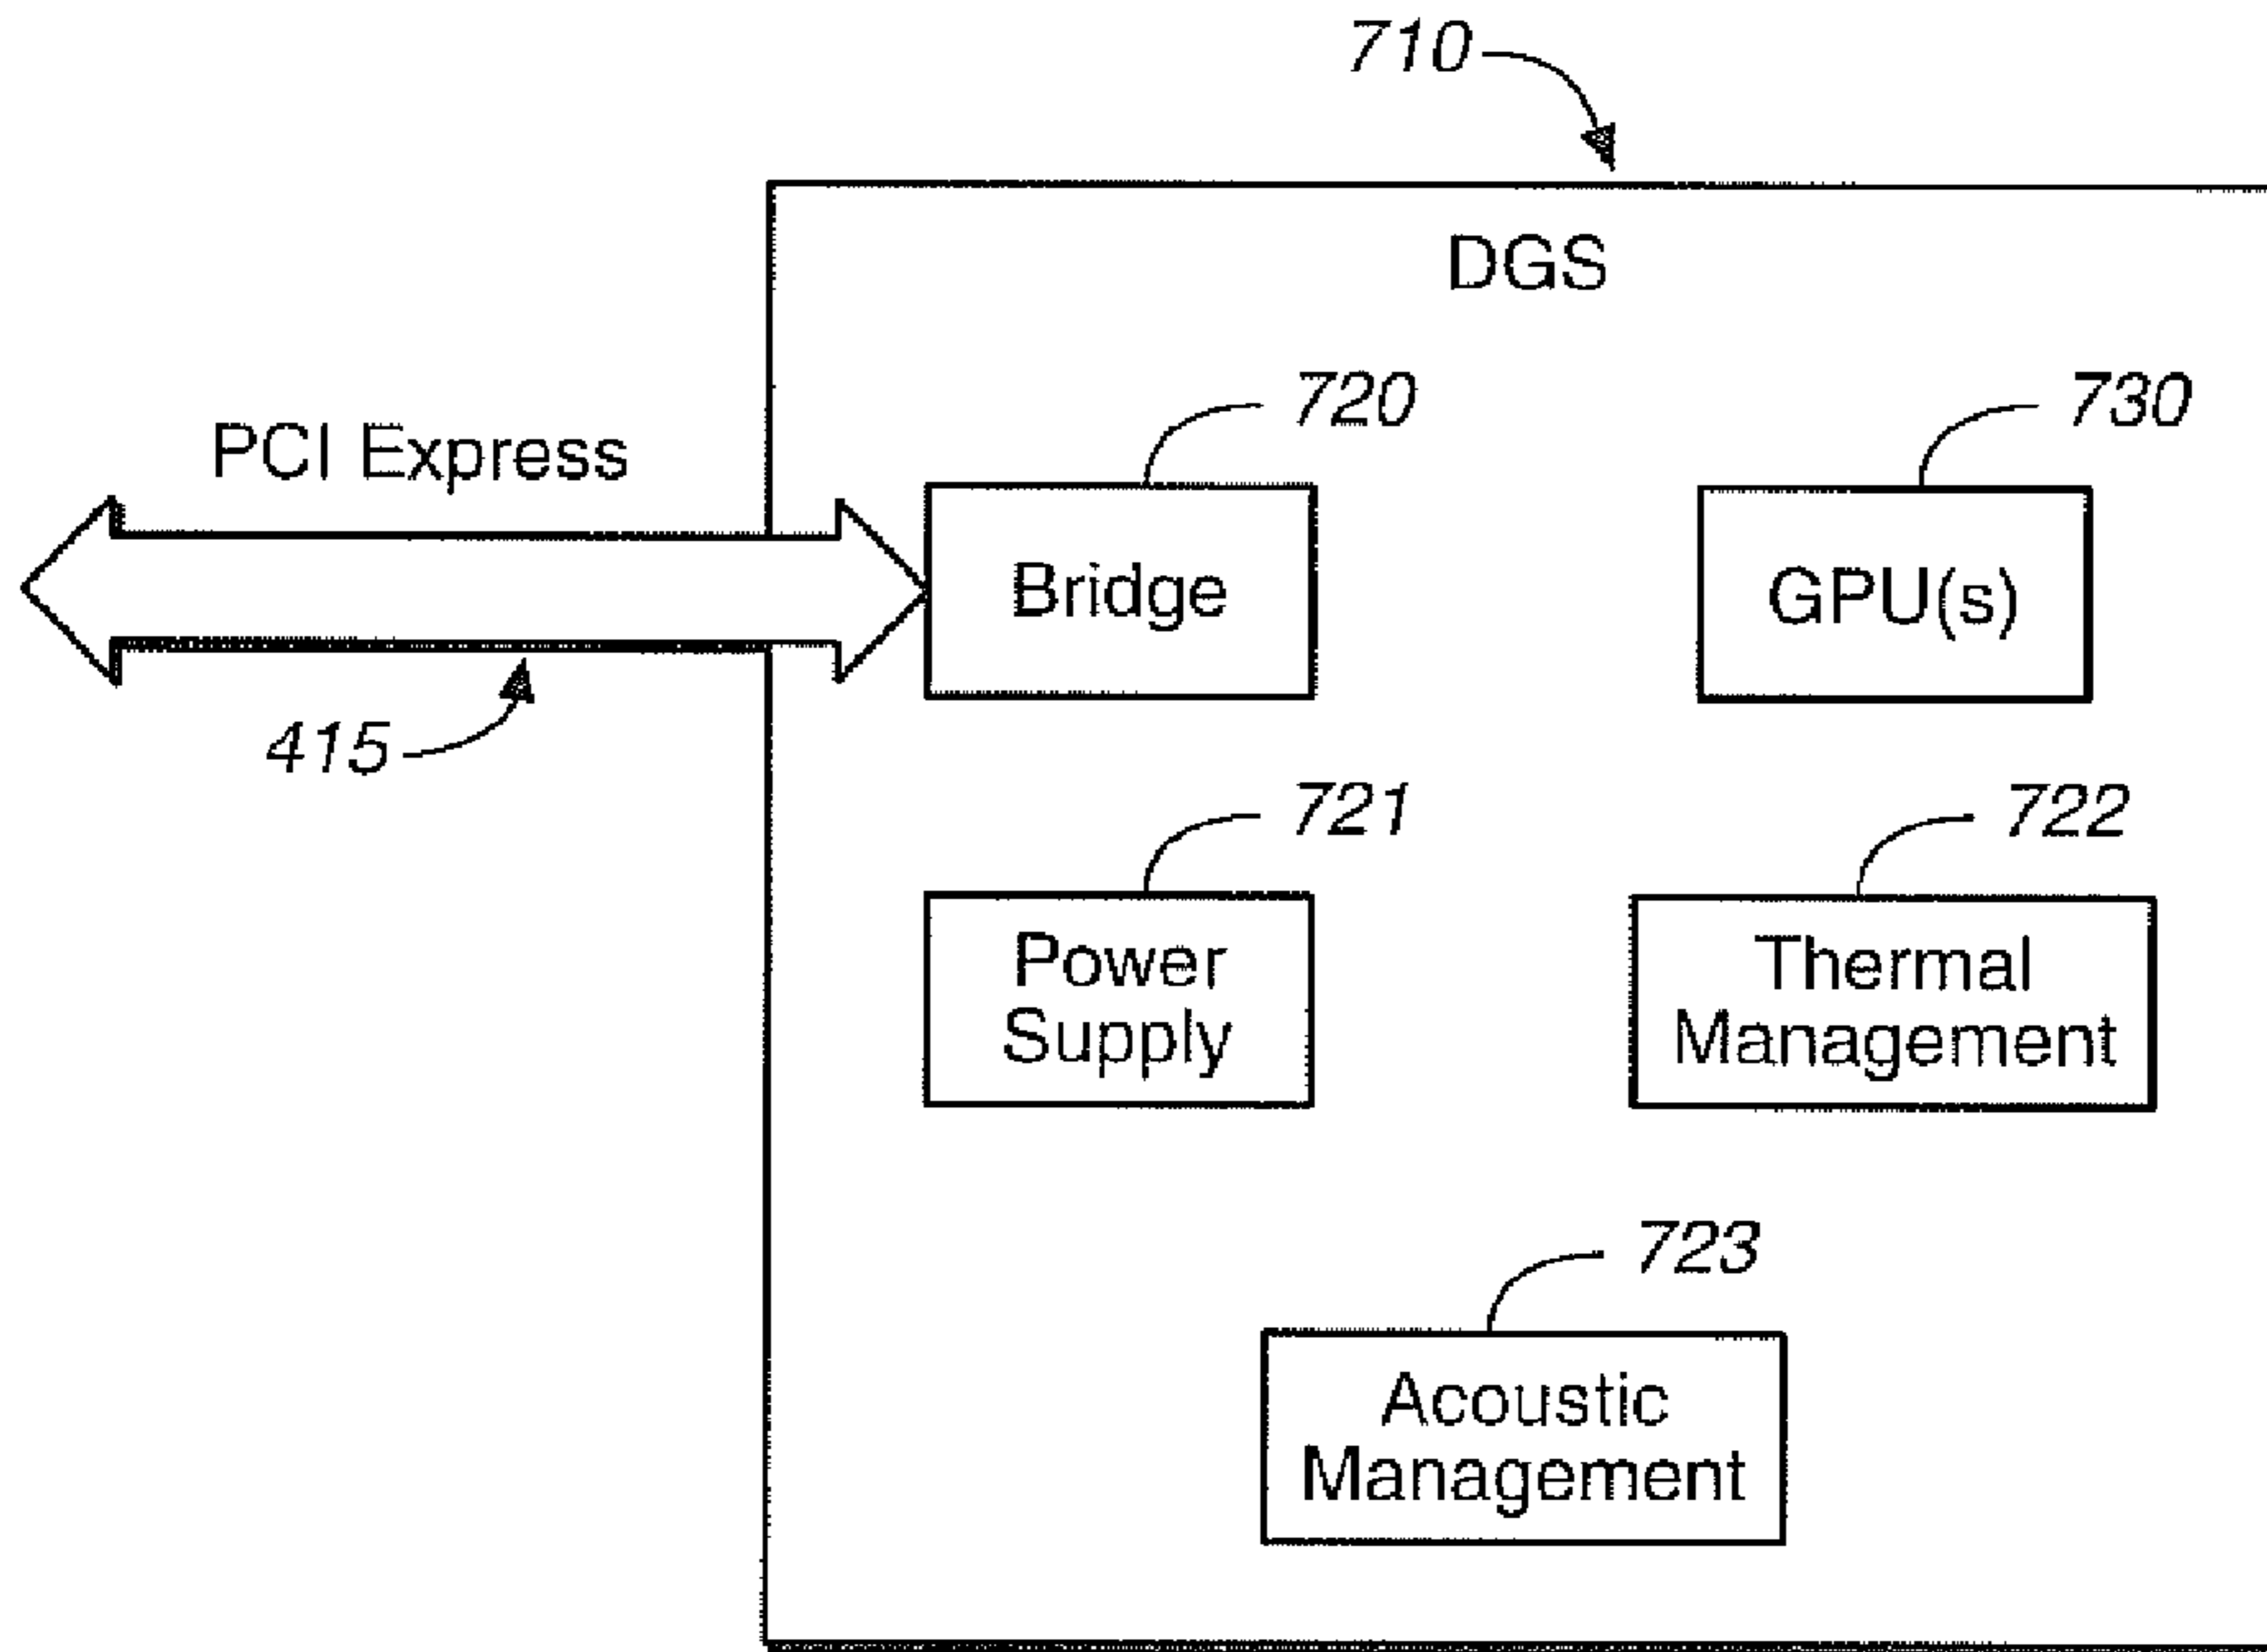 710
DGS
720
730
PCI Express
Bridge
GPU(s)
415
721
722
Power
Supply
Thermal
Management
723
Acoustic
Management